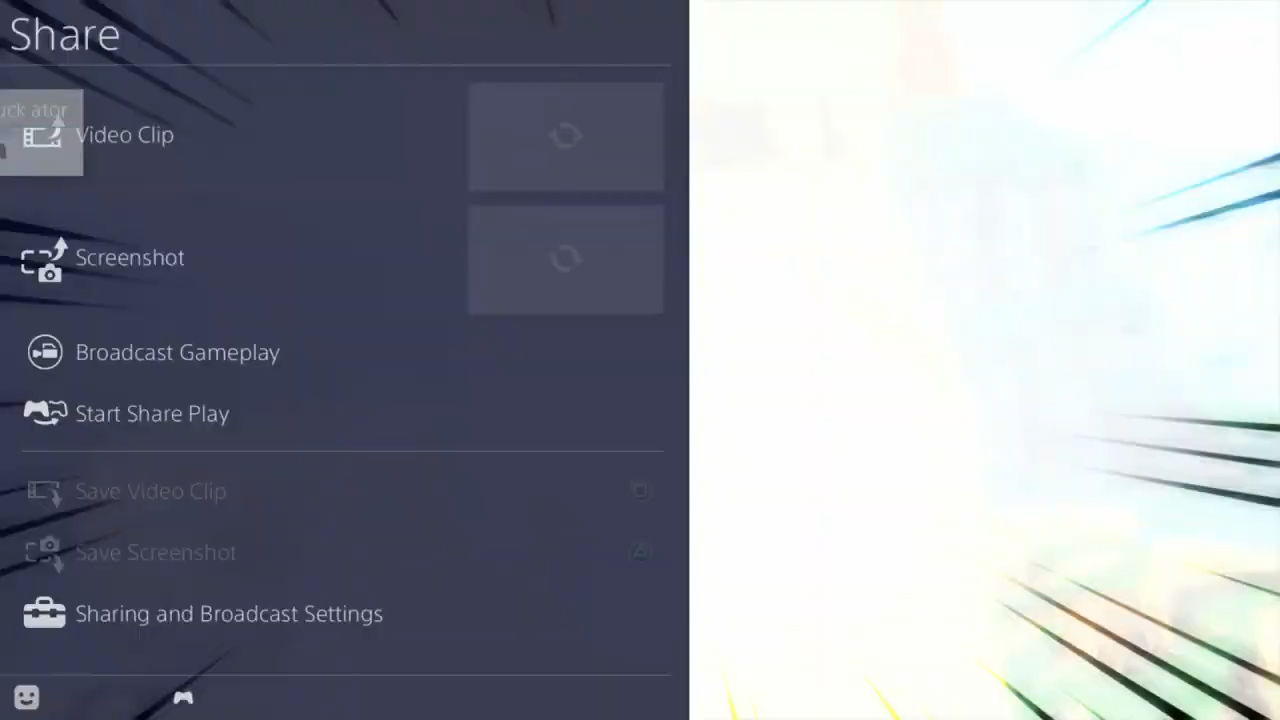 Share
Video Clip
Screenshot
Broadcast Gameplay
Start Share Play
Save Video Clip
Save Screenshot
Sharing and Broadcast Settings